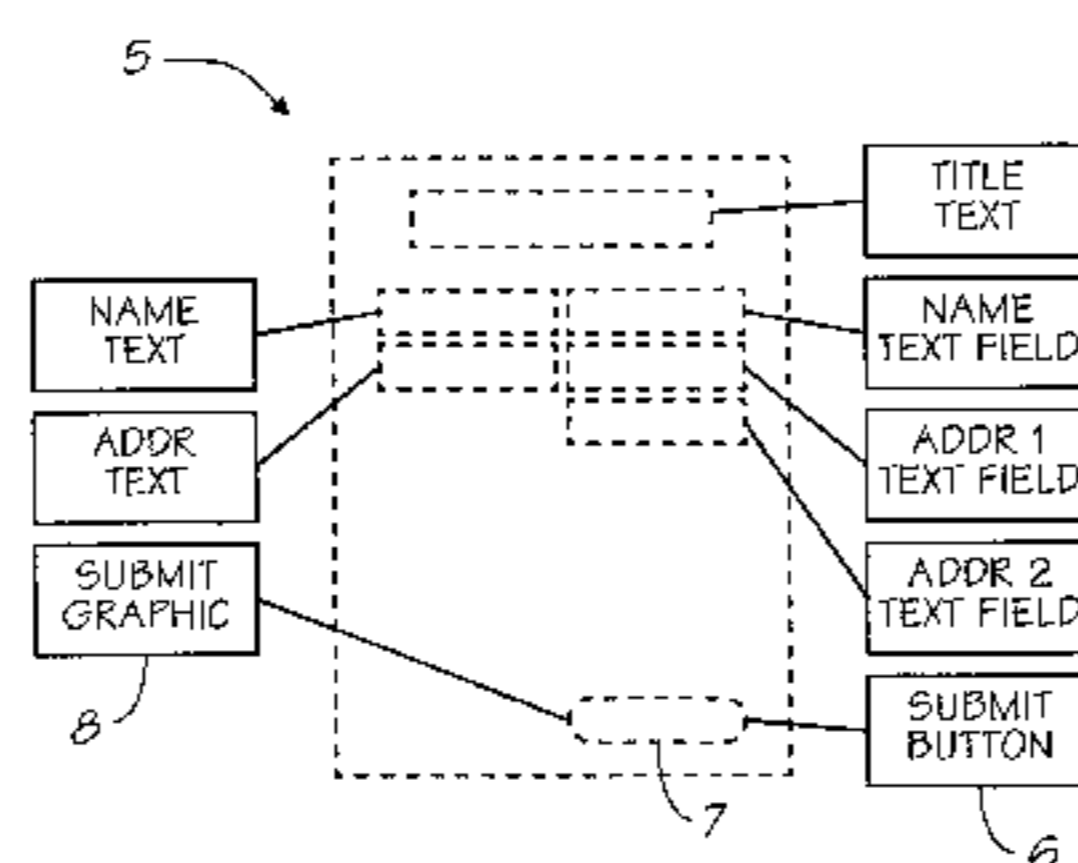 5
TITLE
TEXT
NAME
TEXT
NAME
TEXT FIELD
ADDR
TEXT
ADDR 1
TEXT FIELD
SUBMIT
GRAPHIC
ADDR 2
TEXT FIELD
SUBMIT
BUTTON
8
7
6